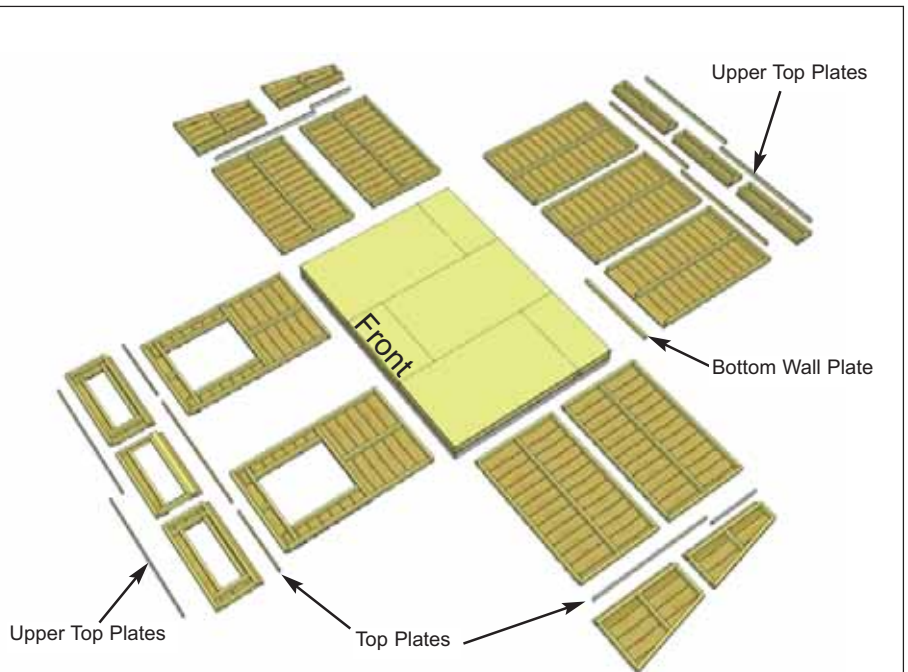 Upper Top Plates
Front
Bottom Wall Plate
Upper Top Plates
Top Plates